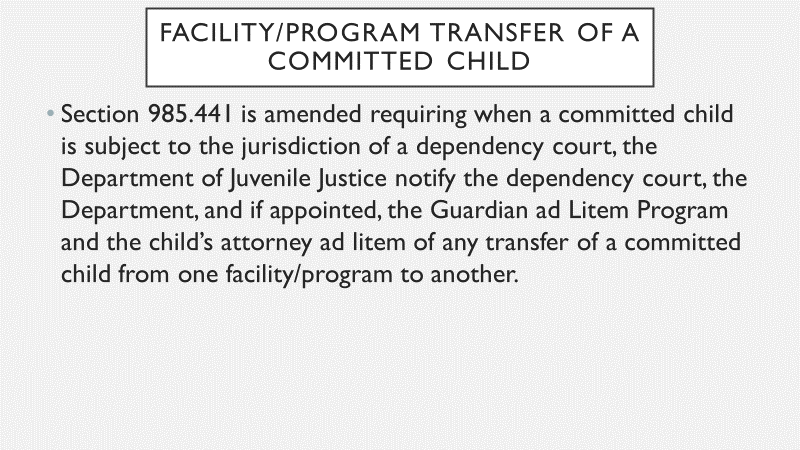 FACILITY/PROGRAM TRANSFER OF A
COMMITTED CHILD
• Section 985.441 is amended requiring when a committed child
is subject to the jurisdiction of a dependency court, the
Department of Juvenile Justice notify the dependency court, the
Department, and if appointed, the Guardian ad Litem Program
and the child’s attorney ad litem of any transfer of a committed
child from one facility/program to another.